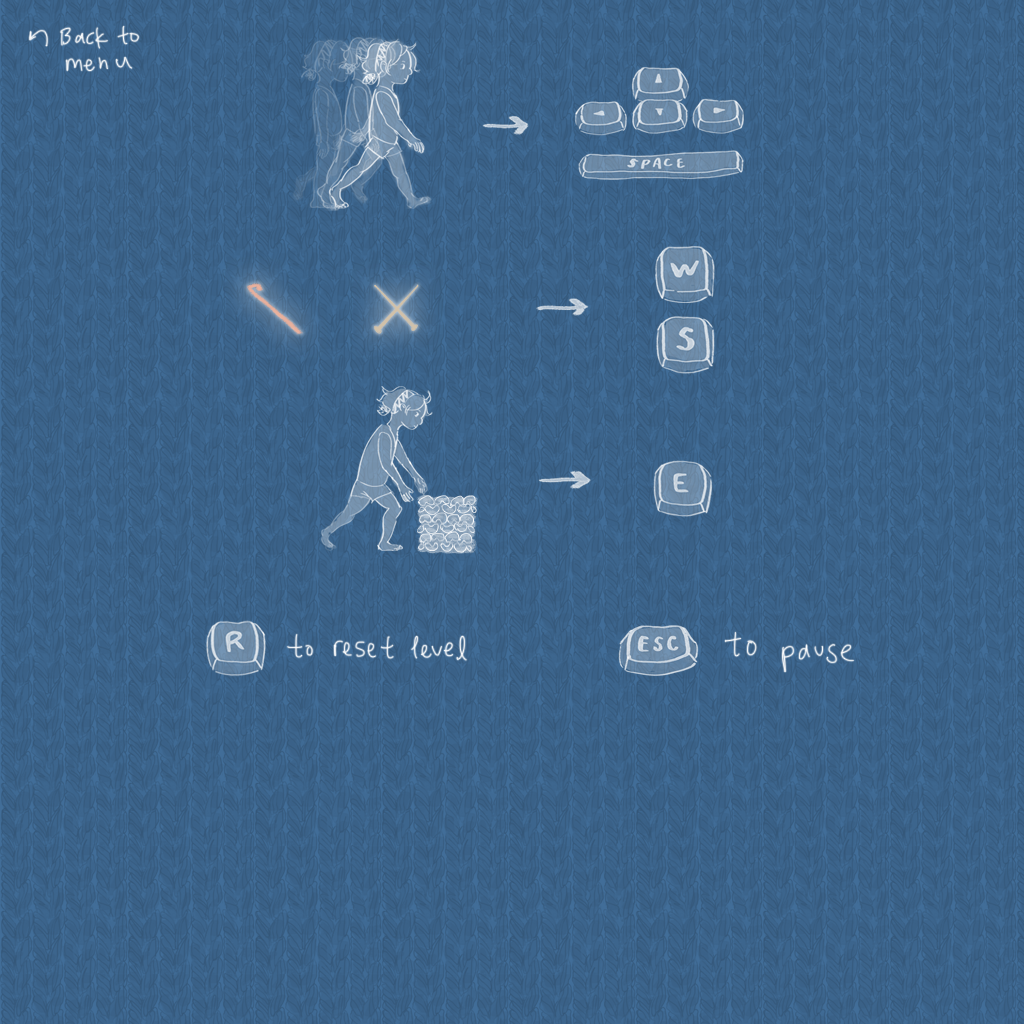 Back to
menu
SPACE
W
S
E
R to reset level
ESC to pause